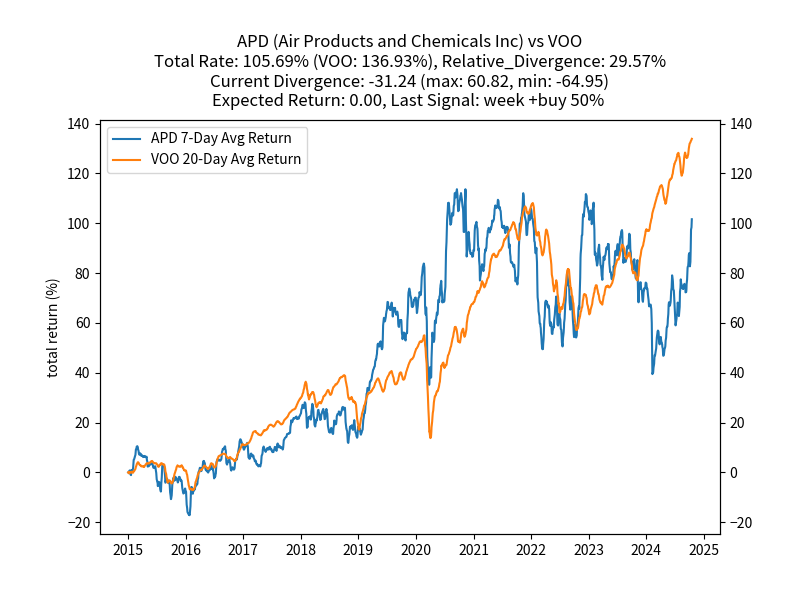 APD (Air Products and Chemicals Inc) vs VOO
Total Rate: 105.69% (VOO: 136.93%), Relative_Divergence: 29.57%
Current Divergence: -31.24 (max: 60.82, min: -64.95)
Expected Return: 0.00, Last Signal: week +buy 50%
APD 7-Day Avg Return
VOO 20-Day Avg Return
total return (%)
140
120
100
80
60
40
20
0
−20
140
120
100
80
60
40
20
0
−20
2015 2016 2017 2018 2019 2020 2021 2022 2023 2024 2025